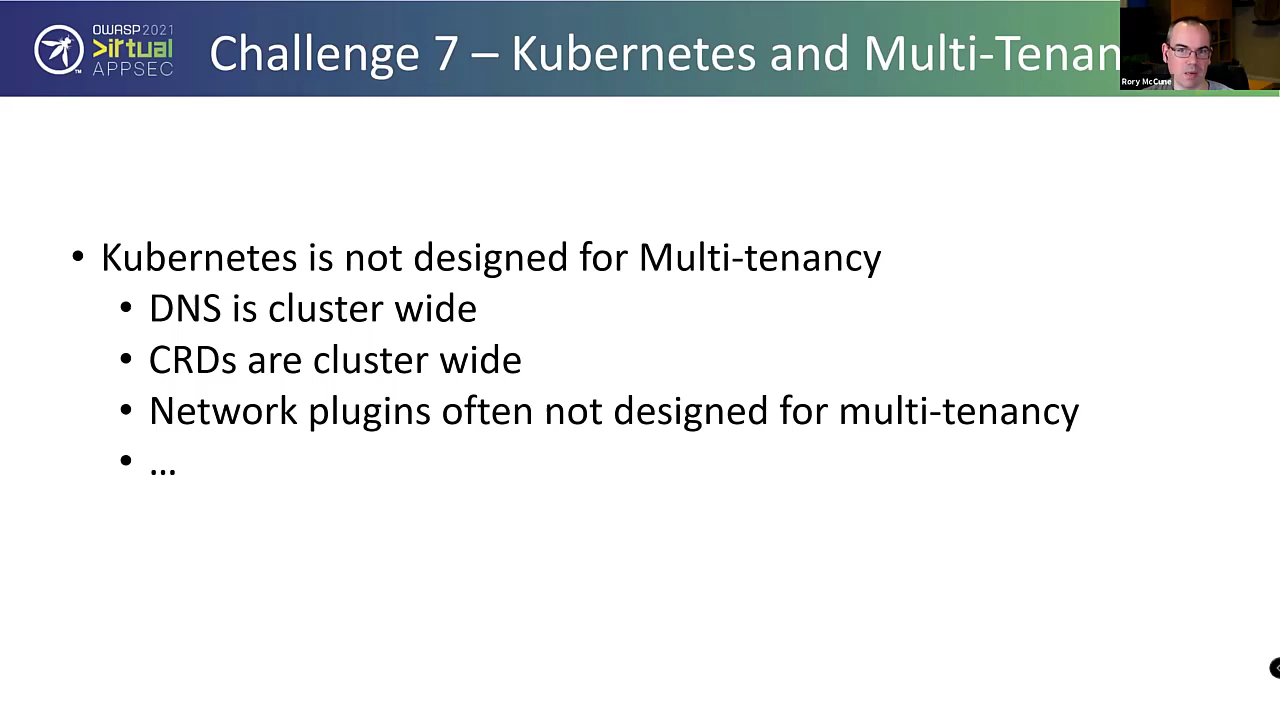 OWASP 2021
>irtual
APPSEC
TM
Challenge 7 – Kubernetes and Multi-Tenan
Rory McCune
• Kubernetes is not designed for Multi-tenancy
• DNS is cluster wide
• CRDs are cluster wide
• Network plugins often not designed for multi-tenancy
• …